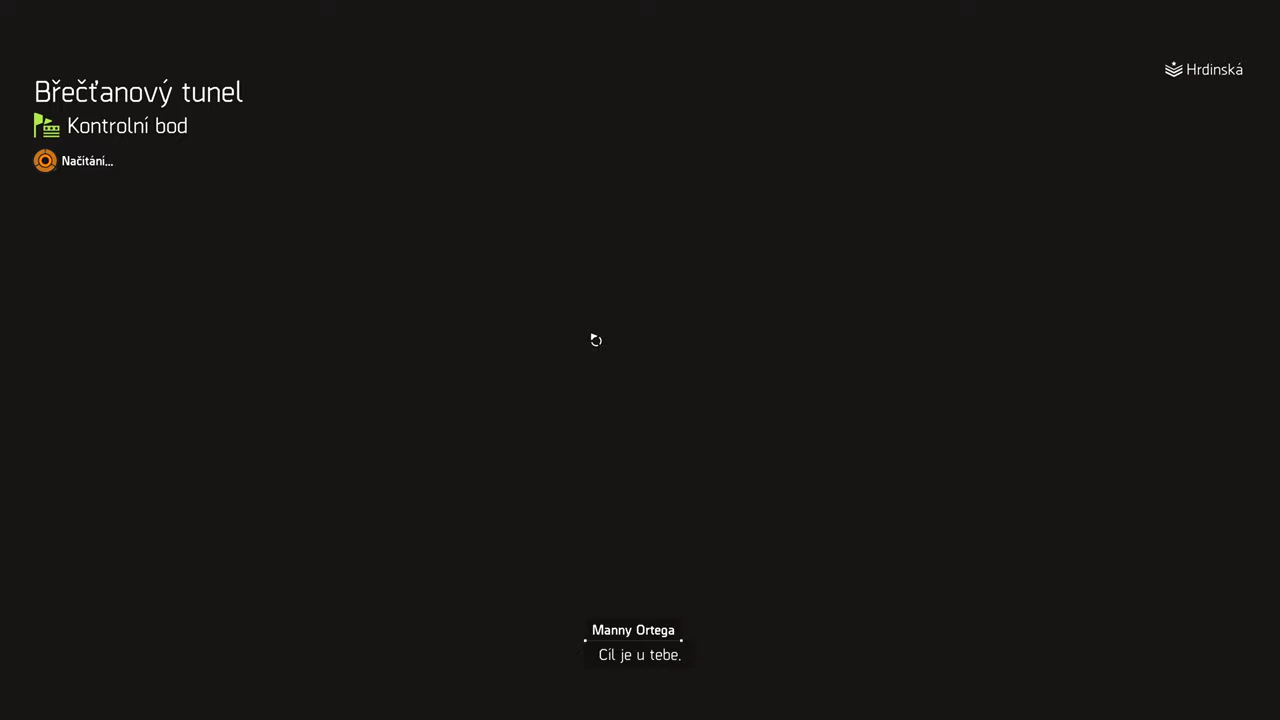 Břečťanový tunel
Hrdinská
Kontrolní bod
Načítání...
Manny Ortega
Cíl je u tebe.